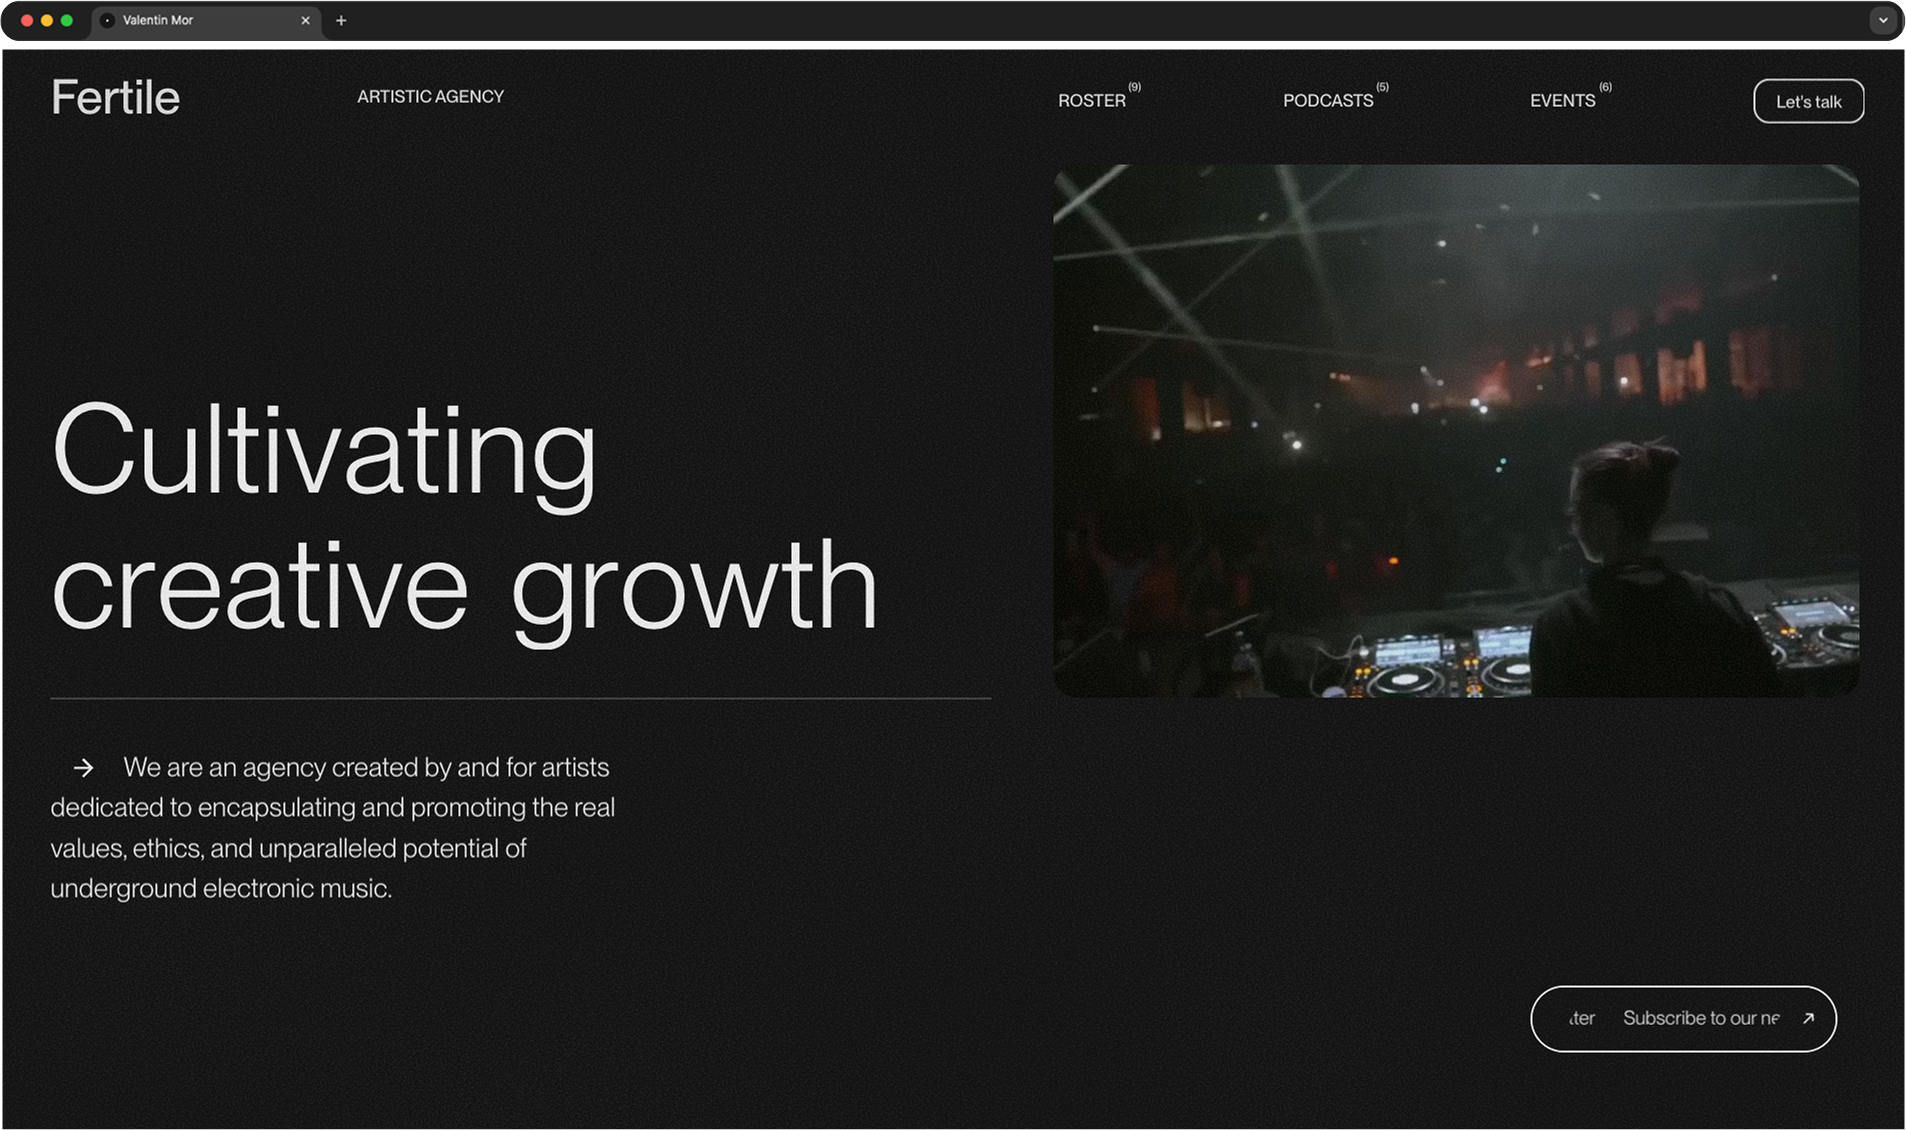 Valentin Mor
Fertile
ARTISTIC AGENCY
ROSTER (9)
PODCASTS (5)
EVENTS (6)
Let's talk
Cultivating
creative growth
→ We are an agency created by and for artists
dedicated to encapsulating and promoting the real
values, ethics, and unparalleled potential of
underground electronic music.
ter Subscribe to our ne